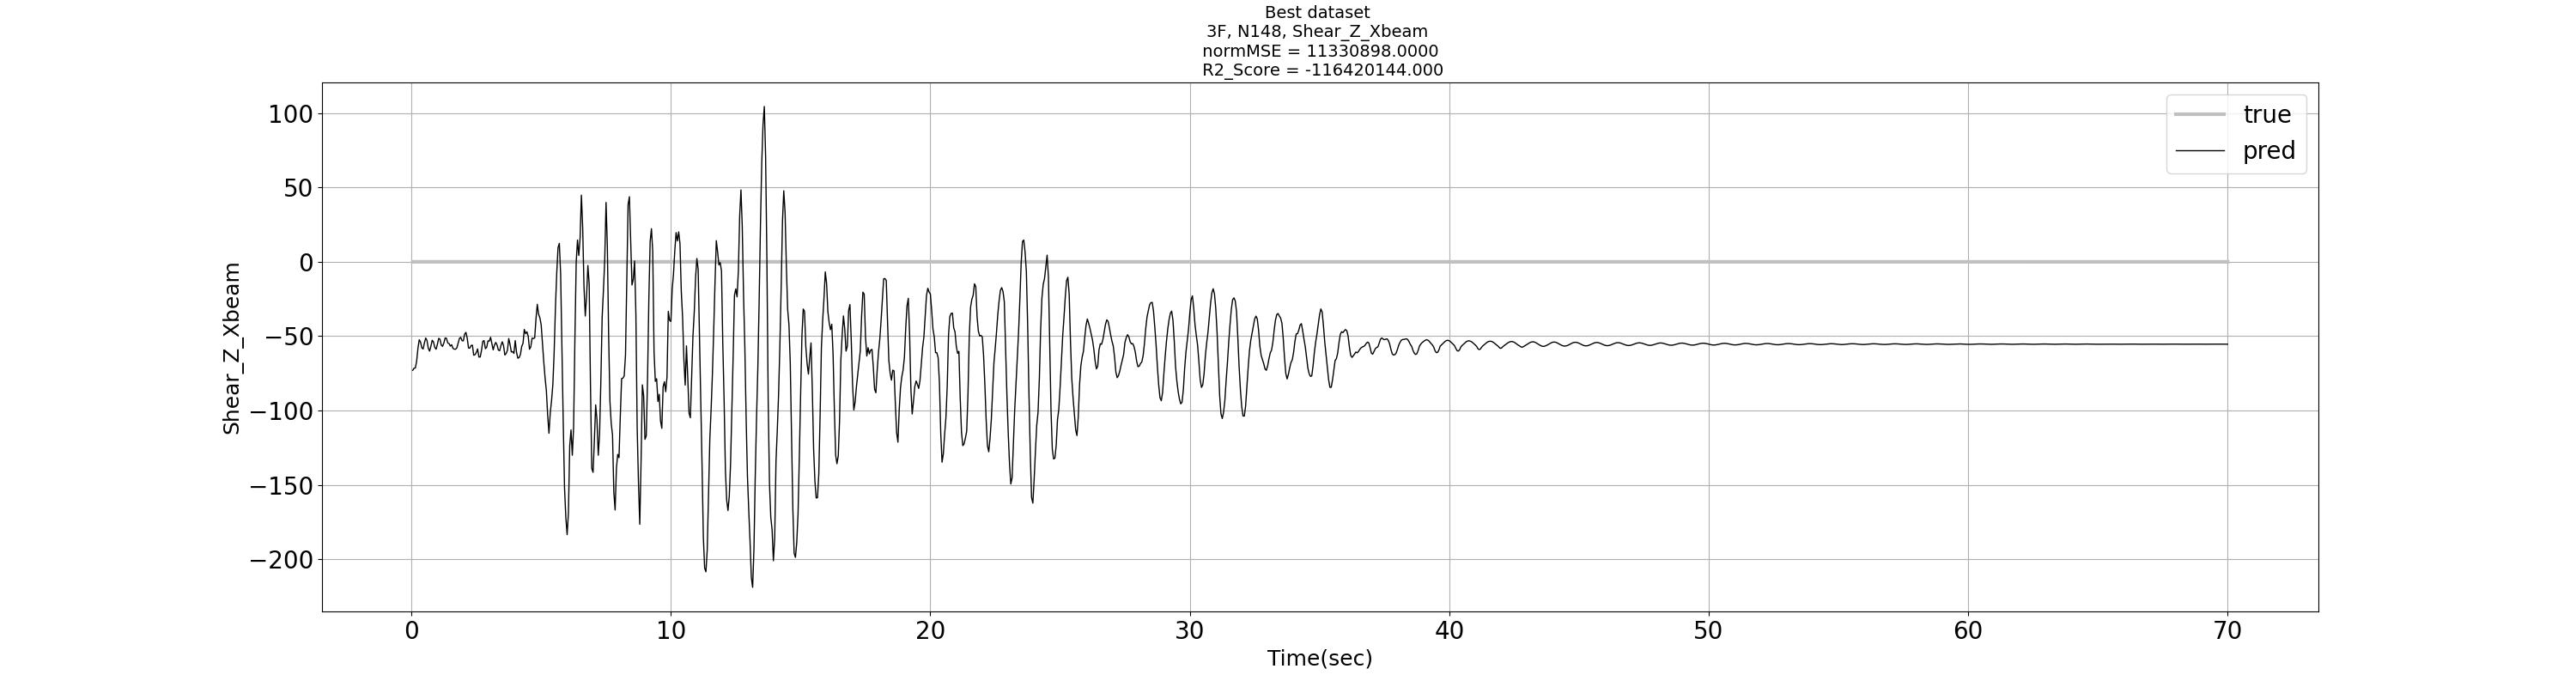 Best dataset
3F, N148, Shear_Z_Xbeam
normMSE = 11330898.0000
R2_Score = -116420144.000
100
50
0
−50
−100
−150
−200
Shear_Z_Xbeam
true
pred
0 10 20 30 40 50 60 70
Time(sec)